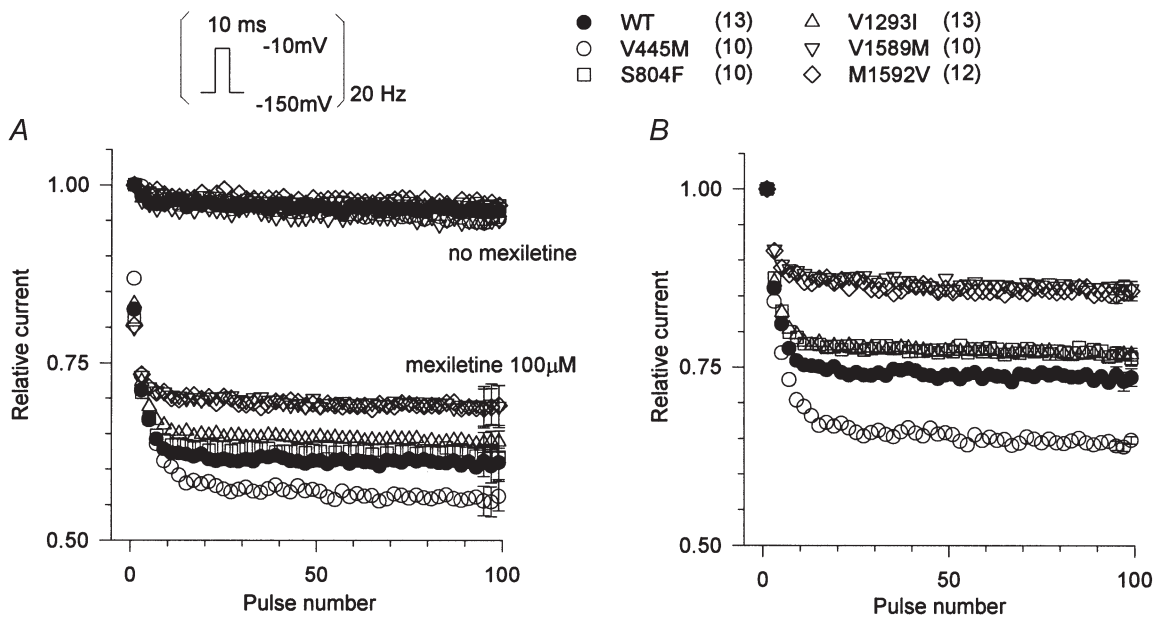 10 ms
-10mV
-150mV
20 Hz
WT (13)
V445M (10)
S804F (10)
V1293I (13)
V1589M (10)
M1592V (12)
A
1.00
0.75
0.50
Relative current
no mexiletine
mexiletine 100μM
0 50 100
Pulse number
B
1.00
0.75
0.50
Relative current
0 50 100
Pulse number